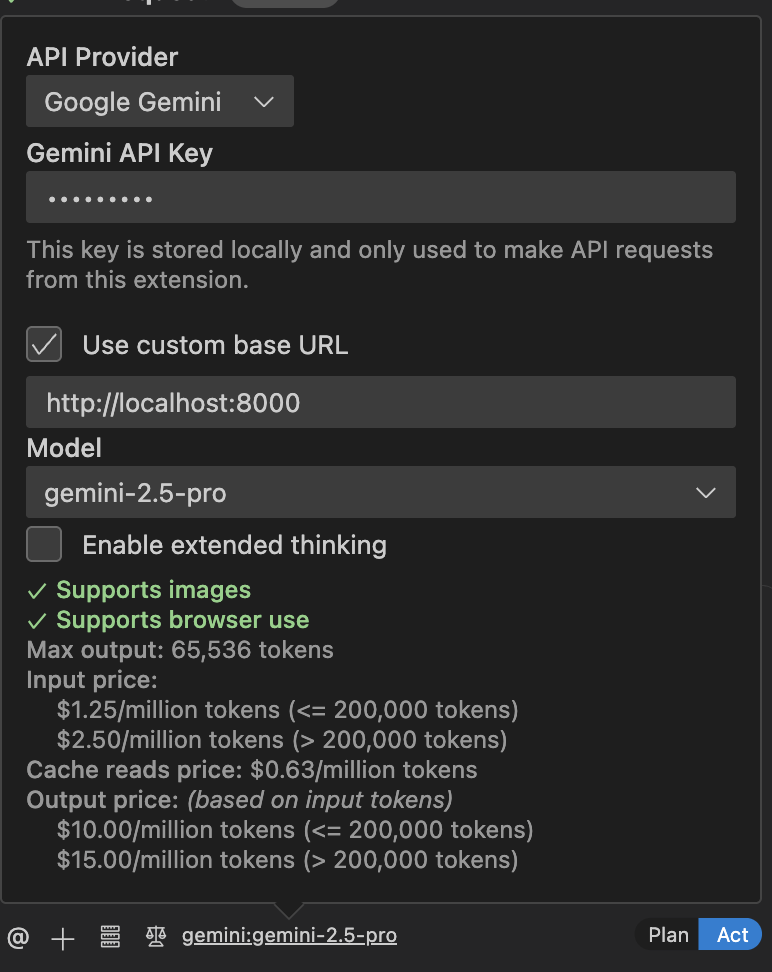 API Provider
Google Gemini
Gemini API Key
•••••••••
This key is stored locally and only used to make API requests
from this extension.
Use custom base URL
http://localhost:8000
Model
gemini-2.5-pro
Enable extended thinking
✓ Supports images
✓ Supports browser use
Max output: 65,536 tokens
Input price:
$1.25/million tokens (<= 200,000 tokens)
$2.50/million tokens (> 200,000 tokens)
Cache reads price: $0.63/million tokens
Output price: (based on input tokens)
$10.00/million tokens (<= 200,000 tokens)
$15.00/million tokens (> 200,000 tokens)
@ + gemini:gemini-2.5-pro Plan Act